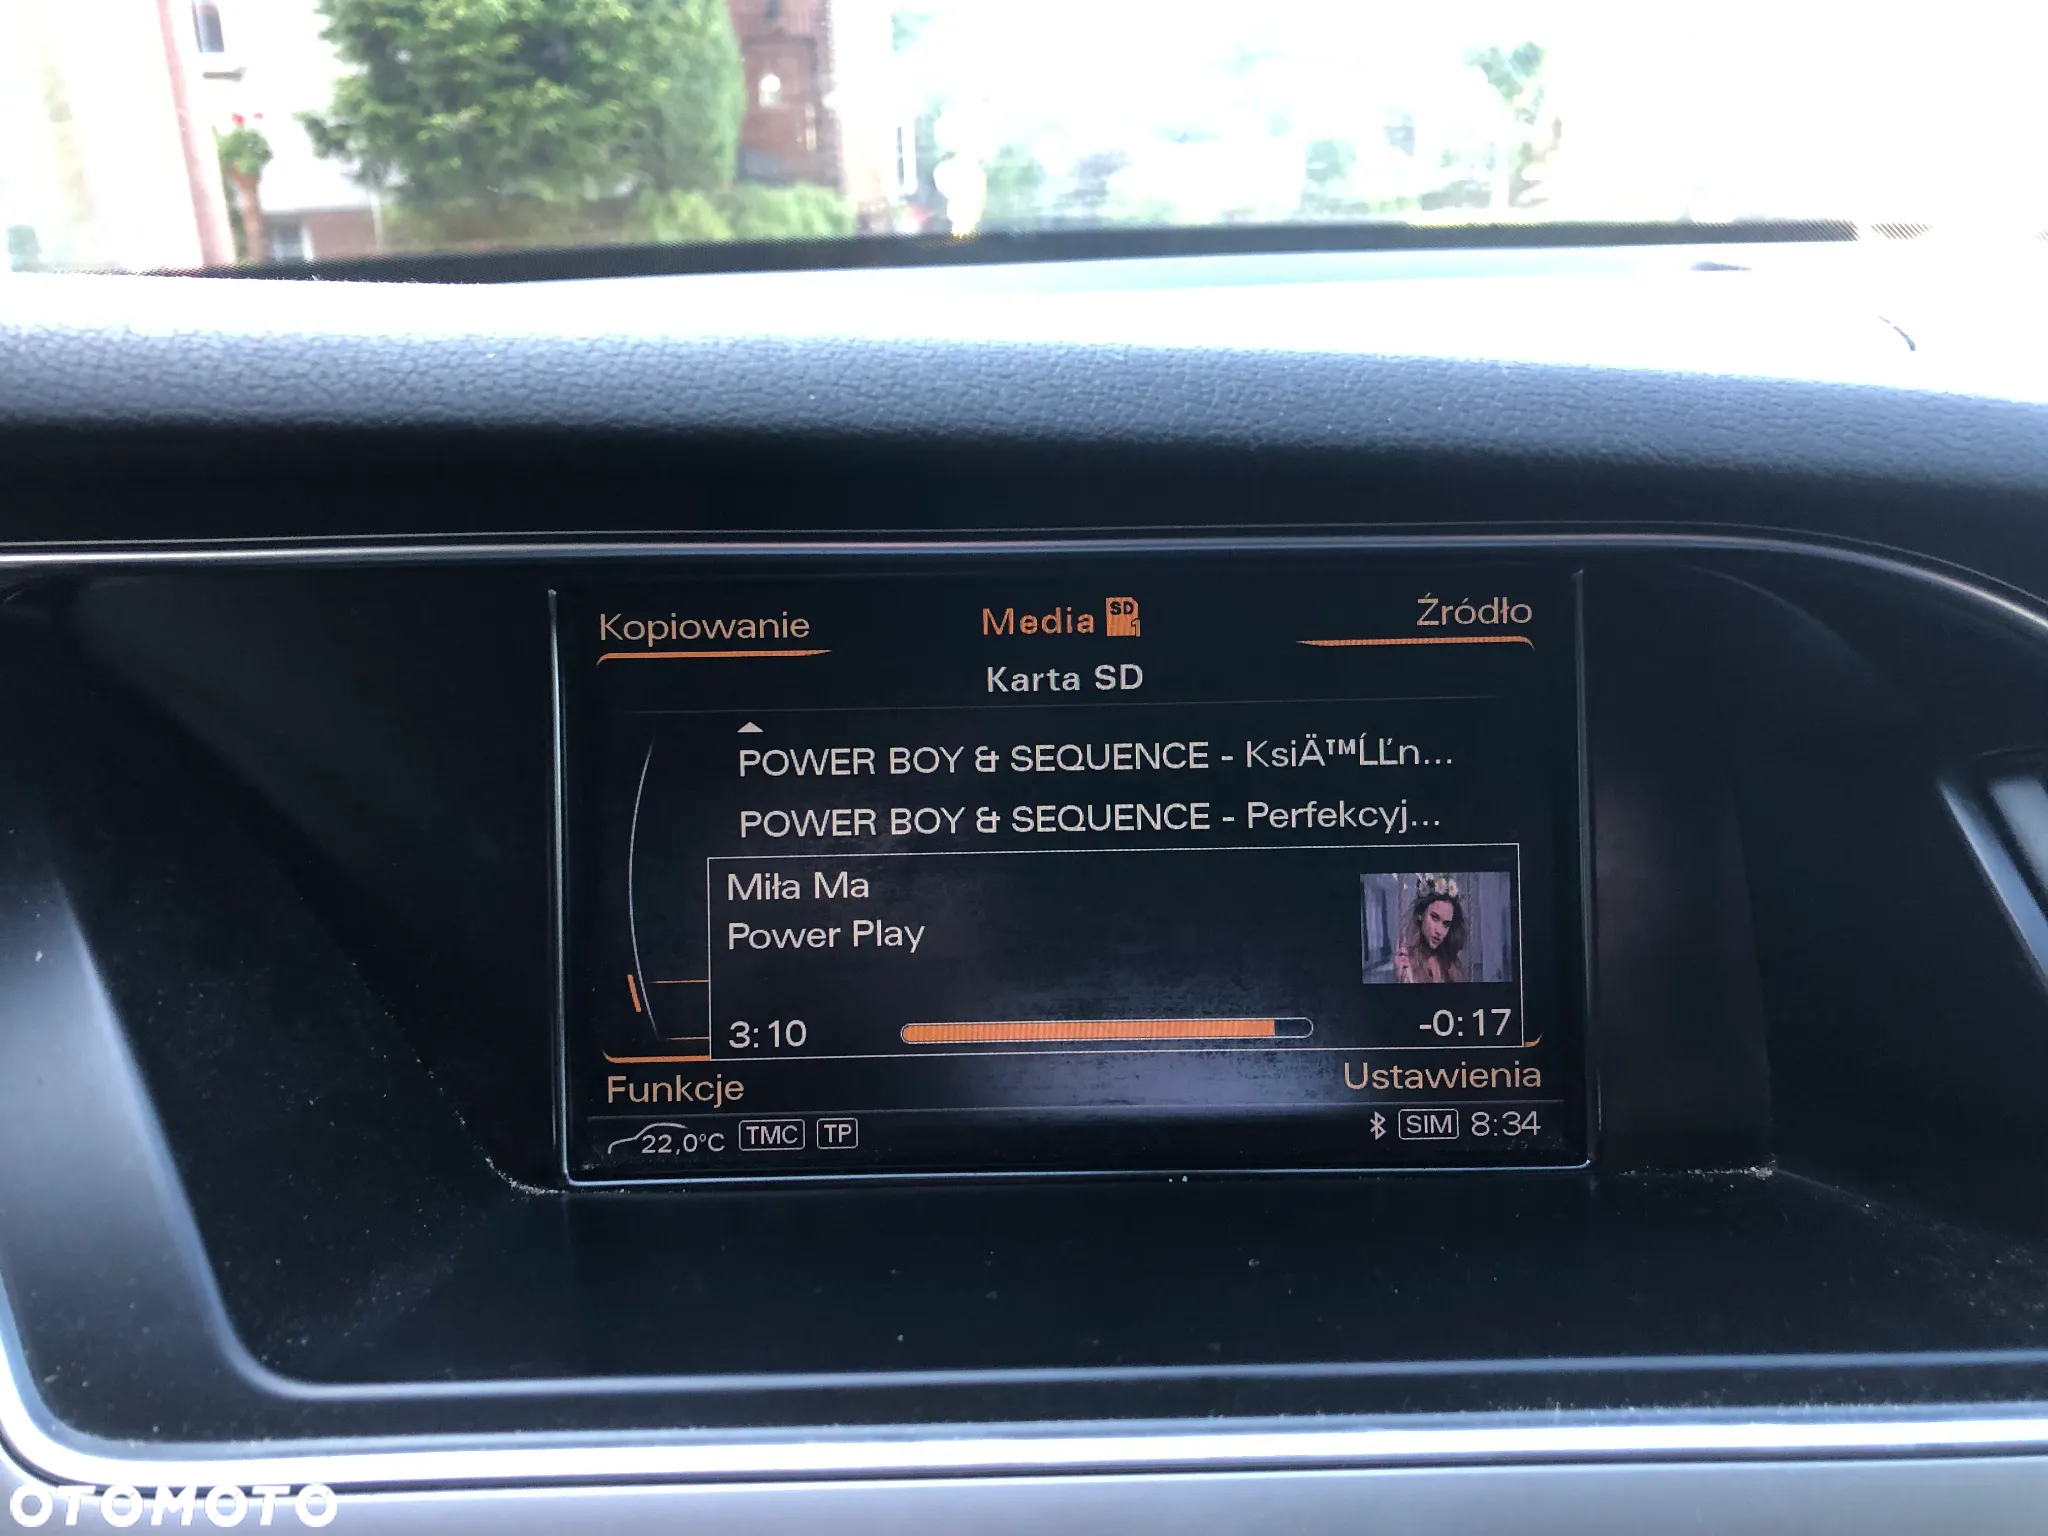 Kopiowanie Media SD 1 Źródło
Karta SD
POWER BOY & SEQUENCE - KsiÄ™ĹĽn...
POWER BOY & SEQUENCE - Perfekcyj...
Miła Ma
Power Play
3:10 -0:17
Funkcje Ustawienia
22,0°C TMC TP SIM 8:34
OTOMOTO